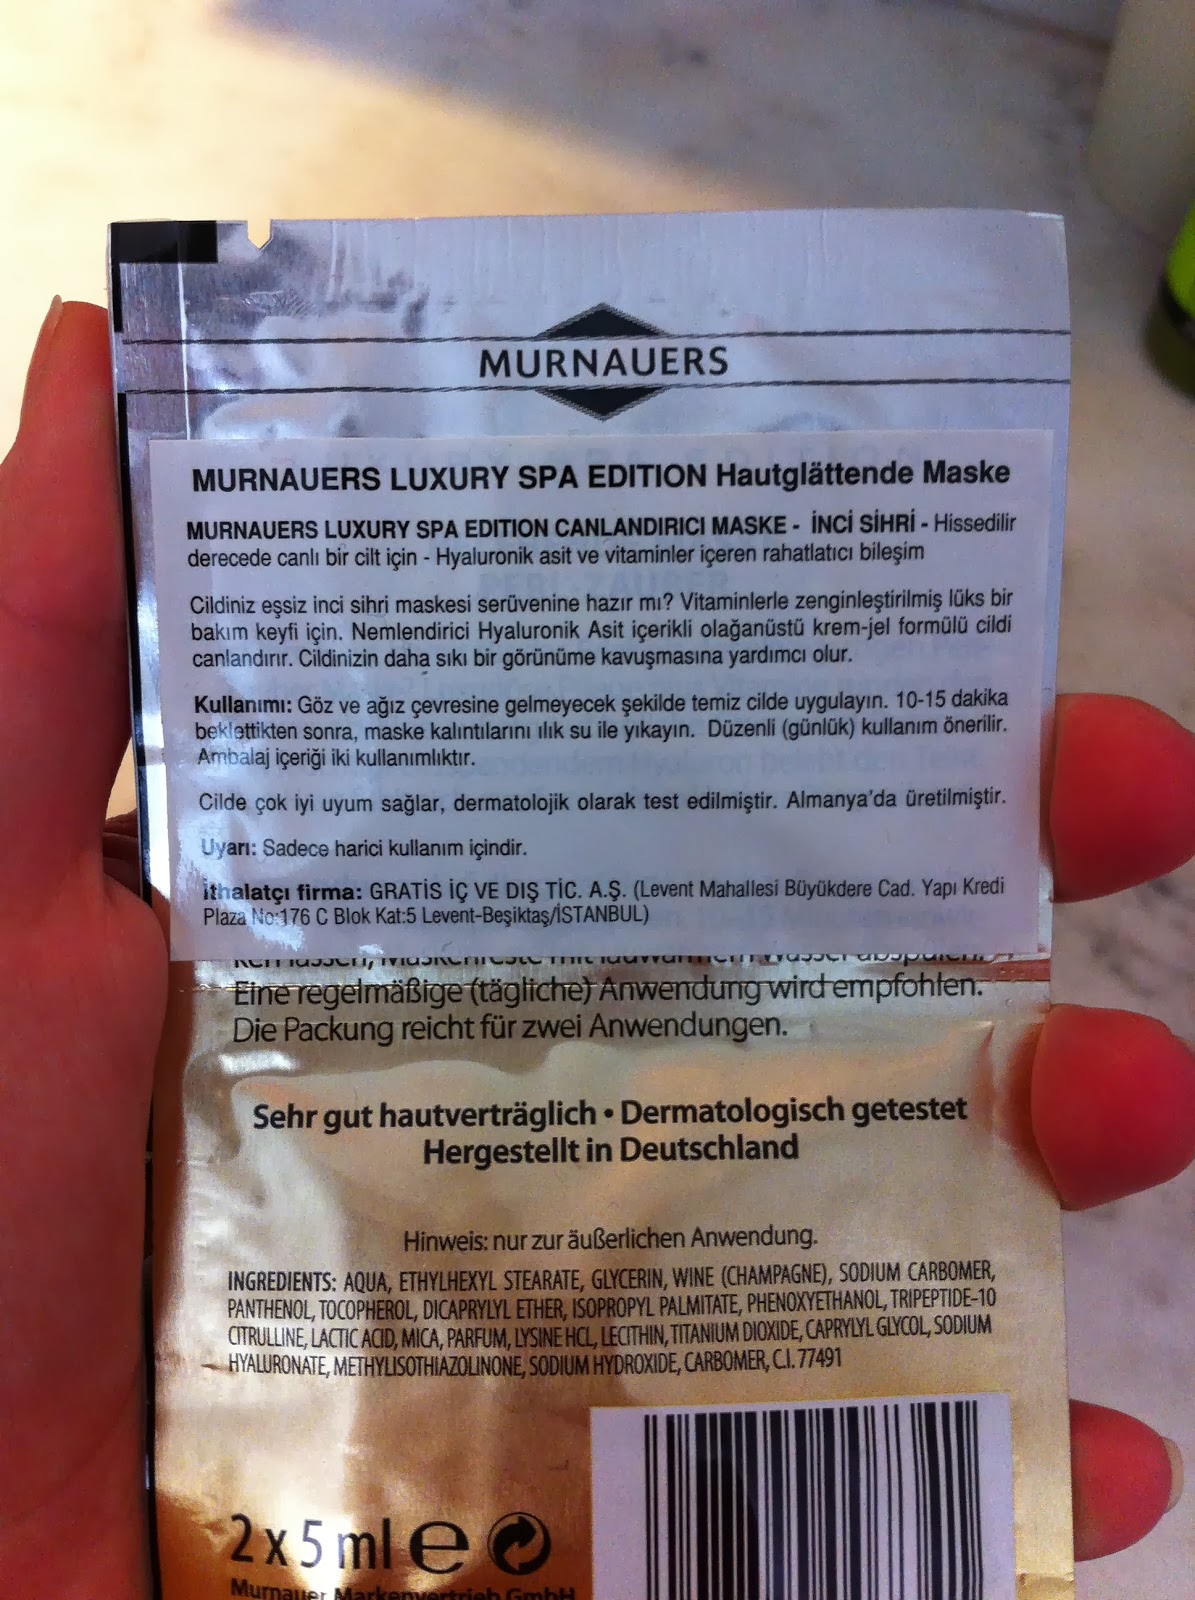 MURNAUERS
MURNAUERS LUXURY SPA EDITION Hautglättende Maske
MURNAUERS LUXURY SPA EDITION CANLANDIRICI MASKE - İNCİ SİHRİ - Hissedilir
derecede canlı bir cilt için - Hyaluronik asit ve vitaminler içeren rahatlatıcı bileşim
Cildiniz eşsiz inci sihri maskesi serüvenine hazır mı? Vitaminlerle zenginleştirilmiş lüks bir
bakım keyfi için. Nemlendirici Hyaluronik Asit içerikli olağanüstü krem-jel formülü cildi
canlandırır. Cildinizin daha sıkı bir görünüme kavuşmasına yardımcı olur.
Kullanımı: Göz ve ağız çevresine gelmeyecek şekilde temiz cilde uygulayın. 10-15 dakika
beklettikten sonra, maske kalıntılarını ılık su ile yıkayın. Düzenli (günlük) kullanım önerilir.
Ambalaj içeriği iki kullanımlıktır.
Cilde çok iyi uyum sağlar, dermatolojik olarak test edilmiştir. Almanya'da üretilmiştir.
Uyarı: Sadece harici kullanım içindir.
İthalatçı firma: GRATİS İÇ VE DIŞ TİC. A.Ş. (Levent Mahallesi Büyükdere Cad. Yapı Kredi
Plaza No:176 C Blok Kat:5 Levent-Beşiktaş/İSTANBUL)
ken lassen, Maskenreste mit lauwarmem Wasser abspülen.
Eine regelmäßige (tägliche) Anwendung wird empfohlen.
Die Packung reicht für zwei Anwendungen.
Sehr gut hautverträglich • Dermatologisch getestet
Hergestellt in Deutschland
Hinweis: nur zur äußerlichen Anwendung.
INGREDIENTS: AQUA, ETHYLHEXYL STEARATE, GLYCERIN, WINE (CHAMPAGNE), SODIUM CARBOMER,
PANTHENOL, TOCOPHEROL, DICAPRYLYL ETHER, ISOPROPYL PALMITATE, PHENOXYETHANOL, TRIPEPTIDE-10
CITRULLINE, LACTIC ACID, MICA, PARFUM, LYSINE HCL, LECITHIN, TITANIUM DIOXIDE, CAPRYLYL GLYCOL, SODIUM
HYALURONATE, METHYLISOTHIAZOLINONE, SODIUM HYDROXIDE, CARBOMER, C.I. 77491
2 x 5 ml e
Murnauer Markenvertrieb GmbH